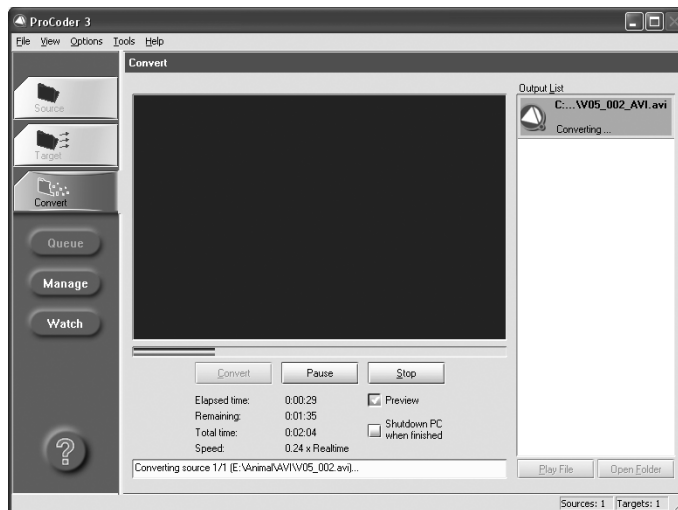 ProCoder 3
File View Options Tools Help
Convert
Source
Target
Convert
Queue
Manage
Watch
?
Output List
C:...\V05_002_AVI.avi
Converting ...
Convert Pause Stop
Elapsed time: 0:00:29 Preview
Remaining: 0:01:35
Total time: 0:02:04 Shutdown PC when finished
Speed: 0.24 x Realtime
Converting source 1/1 (E:\Animal\AVI\V05_002.avi)...
Play File Open Folder
Sources: 1 Targets: 1